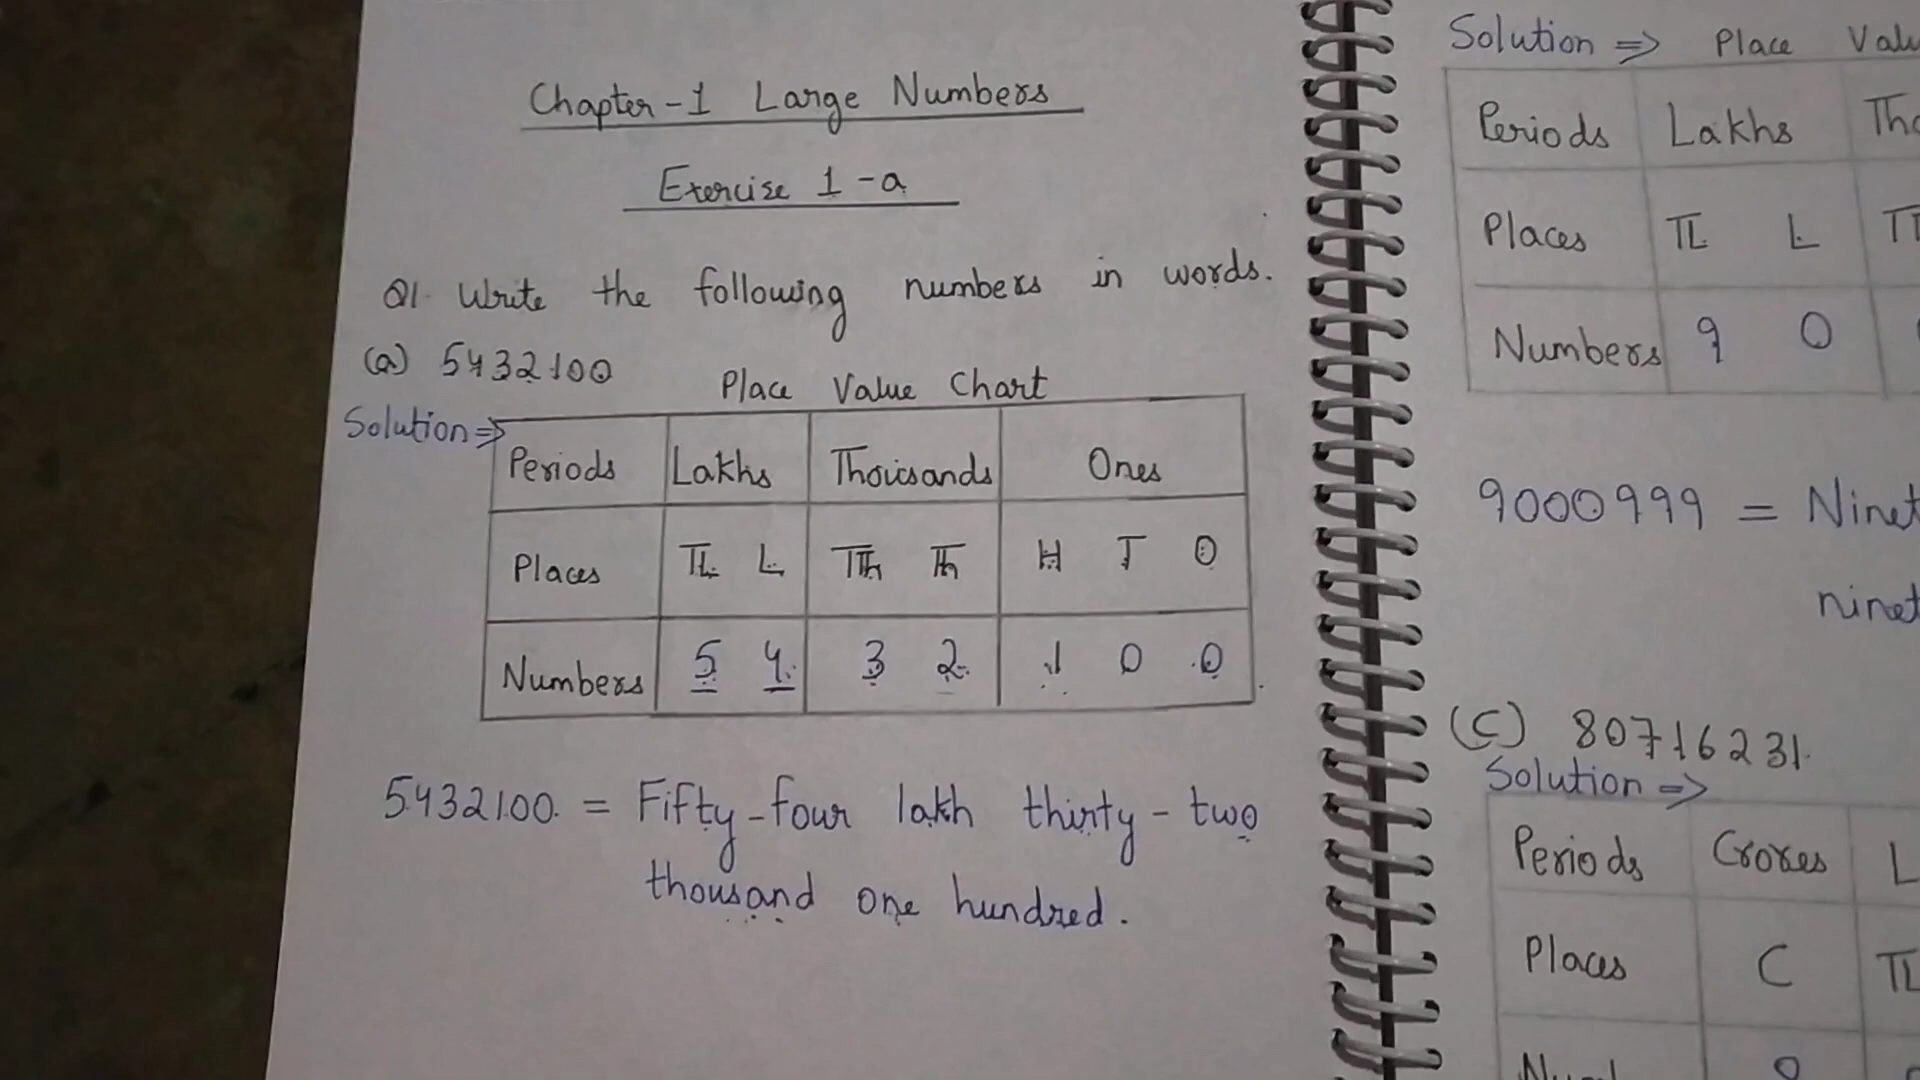 Chapter-1 Large Numbers
Exercise 1-a
Q1. Write the following numbers in words.
(a) 5432100
Place Value Chart
Solution ⇒
Periods Lakhs Thousands Ones
Places TL L TTh Th H T O
Numbers 5 4 3 2 1 0 0
5432100 = Fifty-four lakh thirty-two
thousand one hundred.
Solution ⇒ Place
Periods Lakhs
Places TL L
Numbers 9 0
9000999 =
(C) 80716231.
Solution ⇒
Periods Crores L
Places C TL